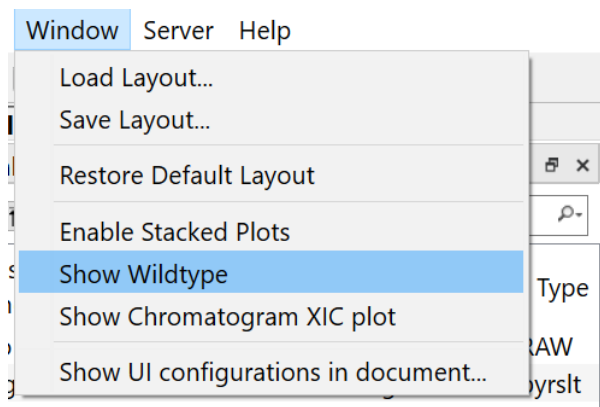 Window Server Help
Load Layout...
Save Layout...
Restore Default Layout
Enable Stacked Plots
Show Wildtype
Type
Show Chromatogram XIC plot
Show UI configurations in document...